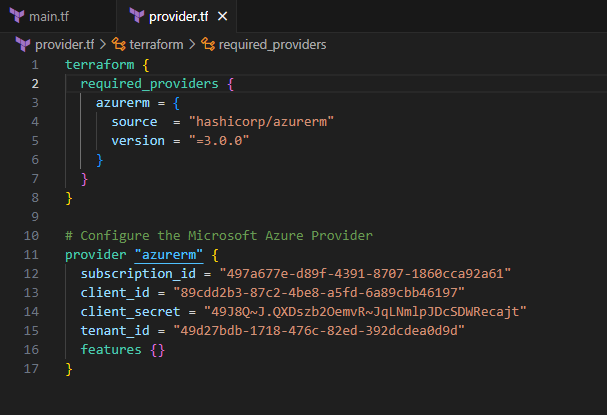 main.tf
provider.tf
provider.tf > terraform > required_providers
1 terraform {
2 required_providers {
3 azurerm = {
4 source = "hashicorp/azurerm"
5 version = "=3.0.0"
6 }
7 }
8 }
9
10 # Configure the Microsoft Azure Provider
11 provider "azurerm" {
12 subscription_id = "497a677e-d89f-4391-8707-1860cca92a61"
13 client_id = "89cdd2b3-87c2-4be8-a5fd-6a89cbb46197"
14 client_secret = "49J8Q~J.QXDszb2OemvR~JqLNmlpJDcSDWRecajt"
15 tenant_id = "49d27bdb-1718-476c-82ed-392dcdea0d9d"
16 features {}
17 }